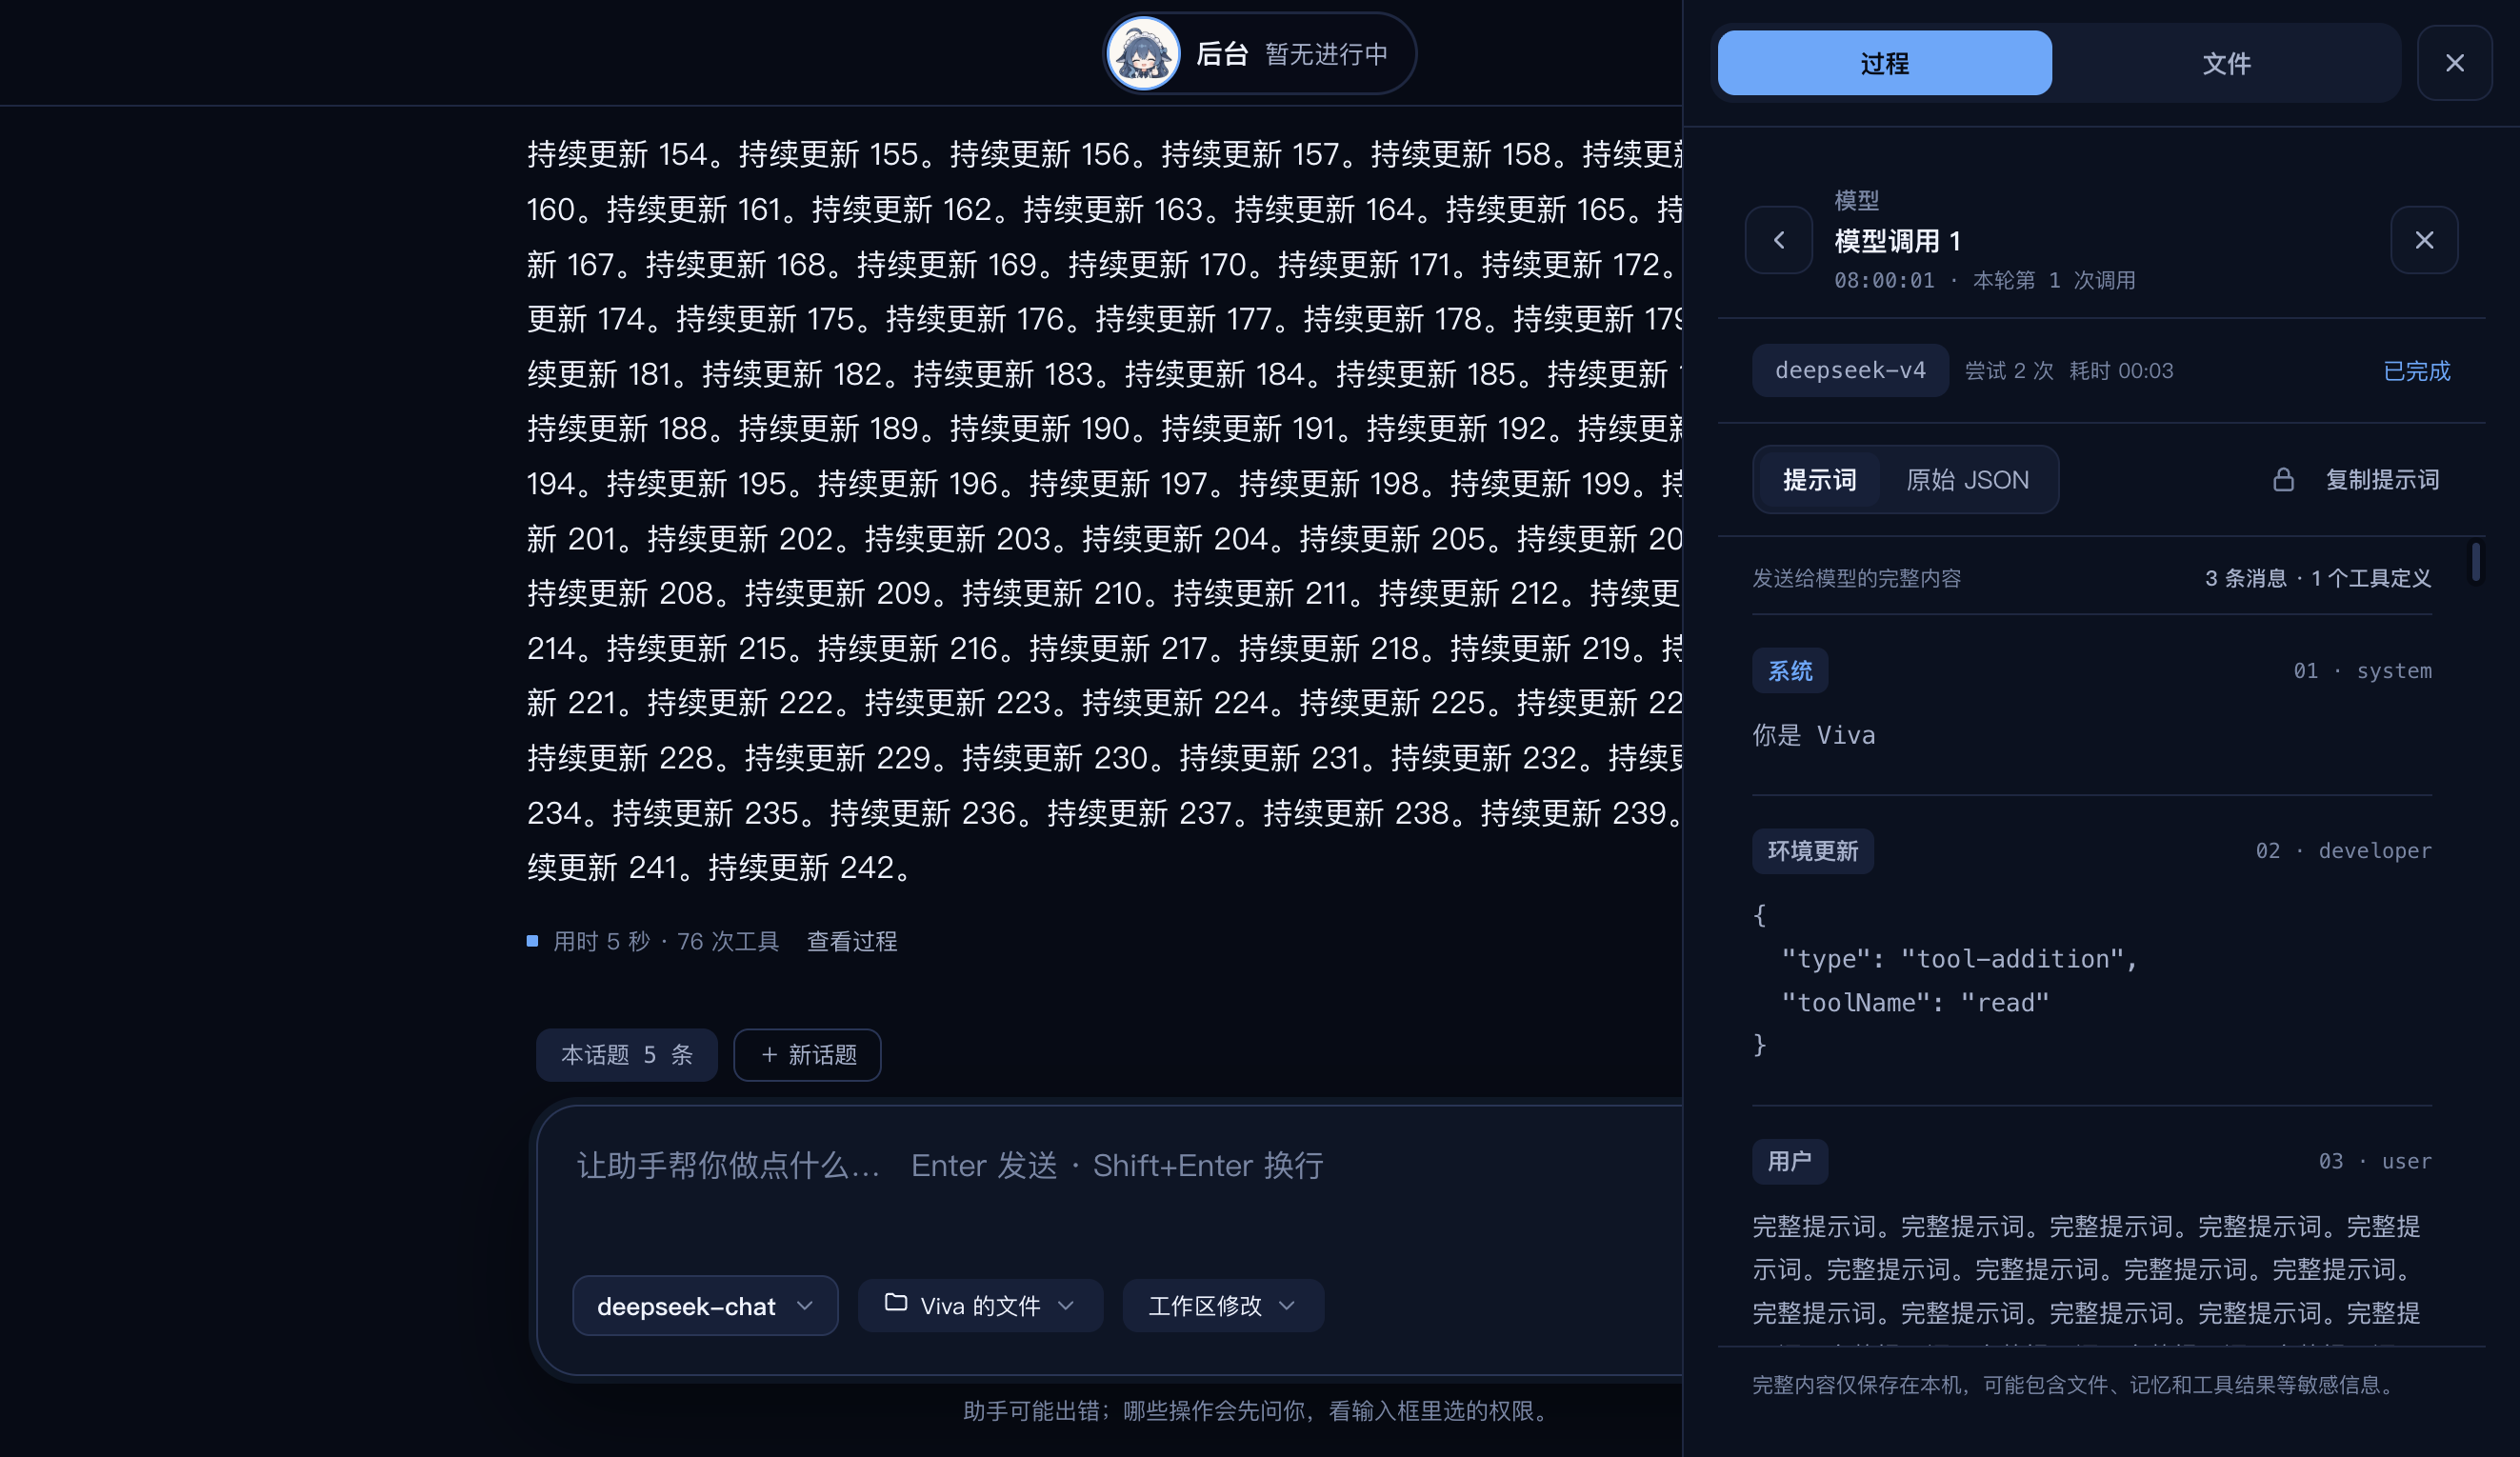 后台 暂无进行中
持续更新 154。持续更新 155。持续更新 156。持续更新 157。持续更新 158。持续更
160。持续更新 161。持续更新 162。持续更新 163。持续更新 164。持续更新 165。持
新 167。持续更新 168。持续更新 169。持续更新 170。持续更新 171。持续更新 172。
更新 174。持续更新 175。持续更新 176。持续更新 177。持续更新 178。持续更新 179
续更新 181。持续更新 182。持续更新 183。持续更新 184。持续更新 185。持续更新
持续更新 188。持续更新 189。持续更新 190。持续更新 191。持续更新 192。持续更
194。持续更新 195。持续更新 196。持续更新 197。持续更新 198。持续更新 199。持
新 201。持续更新 202。持续更新 203。持续更新 204。持续更新 205。持续更新 20
持续更新 208。持续更新 209。持续更新 210。持续更新 211。持续更新 212。持续更
214。持续更新 215。持续更新 216。持续更新 217。持续更新 218。持续更新 219。持
新 221。持续更新 222。持续更新 223。持续更新 224。持续更新 225。持续更新 22
持续更新 228。持续更新 229。持续更新 230。持续更新 231。持续更新 232。持续更
234。持续更新 235。持续更新 236。持续更新 237。持续更新 238。持续更新 239。
续更新 241。持续更新 242。
用时 5 秒 · 76 次工具 查看过程
本话题 5 条 + 新话题
让助手帮你做点什么… Enter 发送 · Shift+Enter 换行
deepseek-chat Viva 的文件 工作区修改
助手可能出错；哪些操作会先问你，看输入框里选的权限。
过程 文件
模型
模型调用 1
08:00:01 · 本轮第 1 次调用
deepseek-v4 尝试 2 次 耗时 00:03 已完成
提示词 原始 JSON 复制提示词
发送给模型的完整内容 3 条消息 · 1 个工具定义
系统 01 · system
你是 Viva
环境更新 02 · developer
{
"type": "tool-addition",
"toolName": "read"
}
用户 03 · user
完整提示词。完整提示词。完整提示词。完整提示词。完整提
示词。完整提示词。完整提示词。完整提示词。完整提示词。
完整提示词。完整提示词。完整提示词。完整提示词。完整提
完整内容仅保存在本机，可能包含文件、记忆和工具结果等敏感信息。